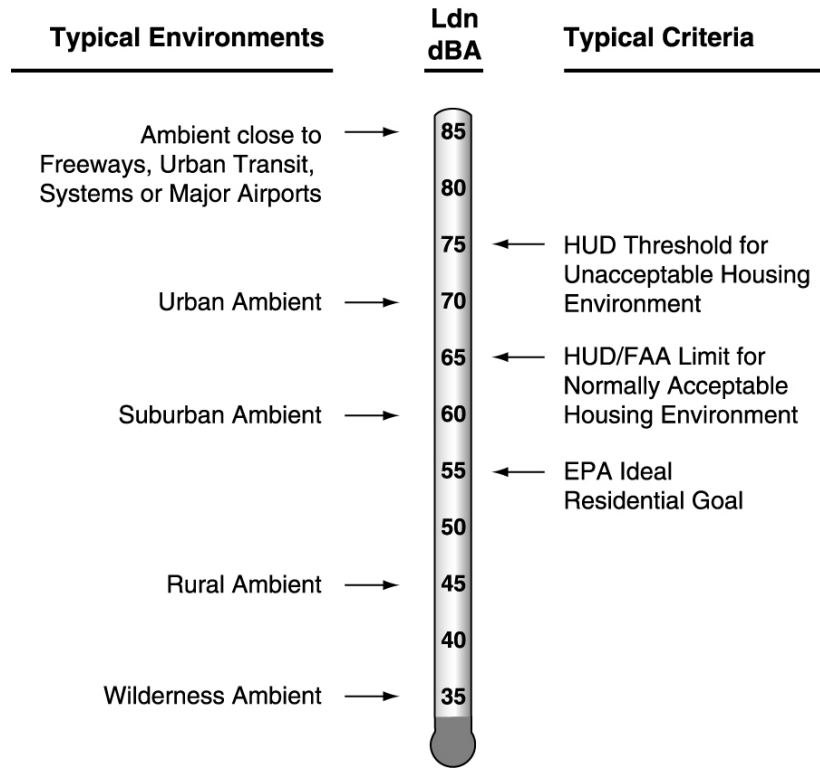 Typical Environments
Ldn
dBA
Typical Criteria
85
80
75
70
65
60
55
50
45
40
35
Ambient close to
Freeways, Urban Transit,
Systems or Major Airports
Urban Ambient
Suburban Ambient
Rural Ambient
Wilderness Ambient
HUD Threshold for
Unacceptable Housing
Environment
HUD/FAA Limit for
Normally Acceptable
Housing Environment
EPA Ideal
Residential Goal